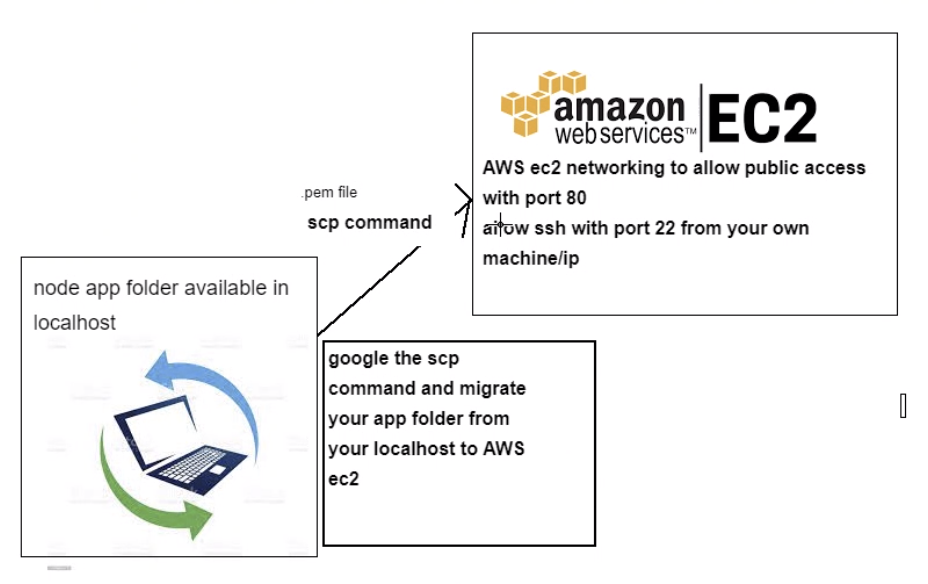 amazon
web services™
EC2
AWS ec2 networking to allow public access
with port 80
allow ssh with port 22 from your own
machine/ip
.pem file
scp command
node app folder available in
localhost
google the scp
command and migrate
your app folder from
your localhost to AWS
ec2